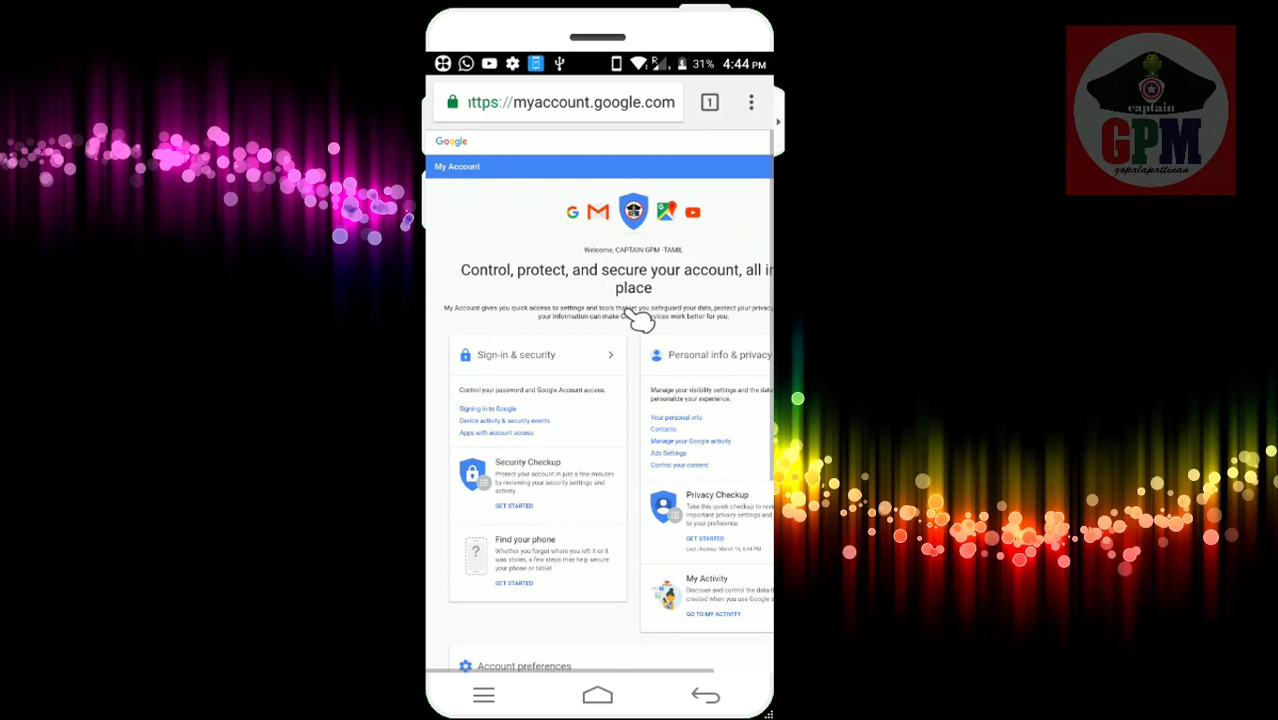 31% 4:44 PM
https://myaccount.google.com
1
Google
My Account
Welcome, CAPTAIN GPM -TAMIL
Control, protect, and secure your account, all in
place
My Account gives you quick access to settings and tools that let you safeguard your data, protect your privacy,
your information can make services work better for you.
Sign-in & security
Control your password and Google Account access.
Signing in to Google
Device activity & security events
Apps with account access
Security Checkup
Protect your account in just a few minutes
by reviewing your security settings and
activity
GET STARTED
Find your phone
?
Whether you forgot where you left it or it
was stolen, a few steps may help secure
your phone or tablet
GET STARTED
Personal info & privacy
Manage your visibility settings and the data
personalize your experience.
Your personal info
Contacts
Manage your Google activity
Ads Settings
Control your content
Privacy Checkup
Take this quick checkup to
important privacy settings and
to your preference
GET STARTED
Last checkup: March
My Activity
Discover and control the data
created when you use Google
GO TO MY ACTIVITY
Account preferences
captain
GPM
gopalapattinan